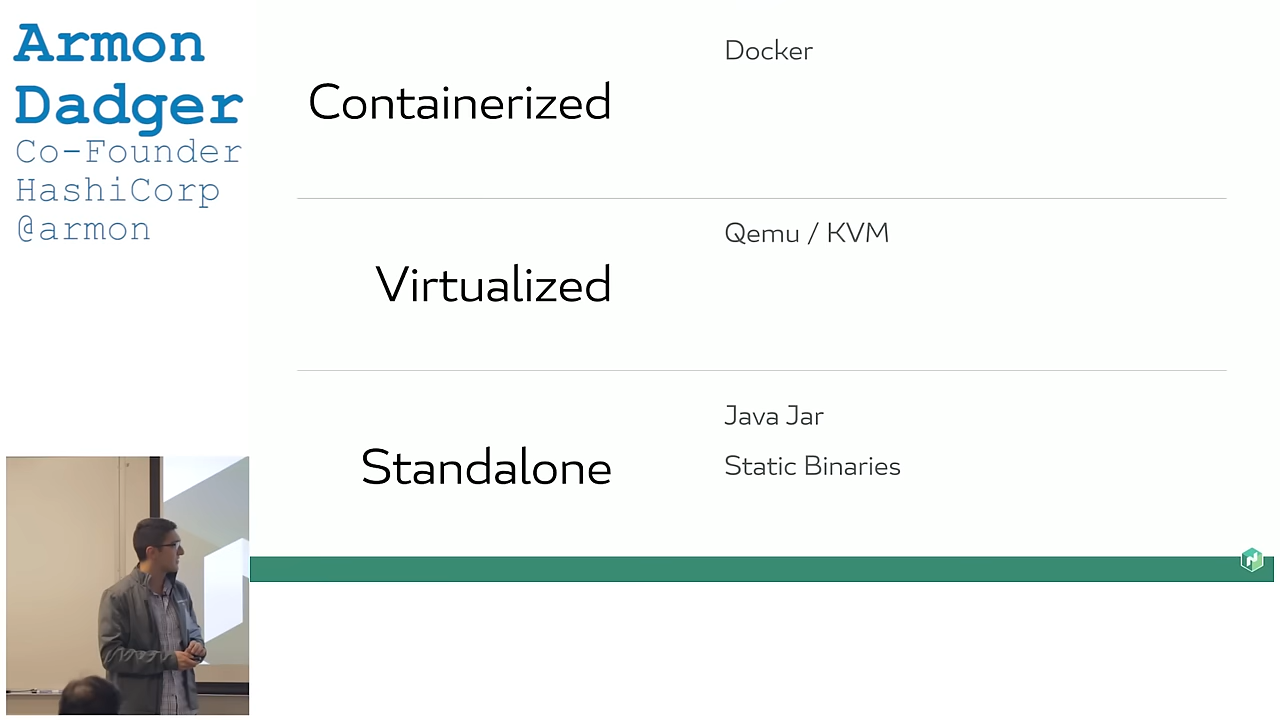 Armon
Dadger
Co-Founder
HashiCorp
@armon
Containerized
Docker
Virtualized
Qemu / KVM
Standalone
Java Jar
Static Binaries